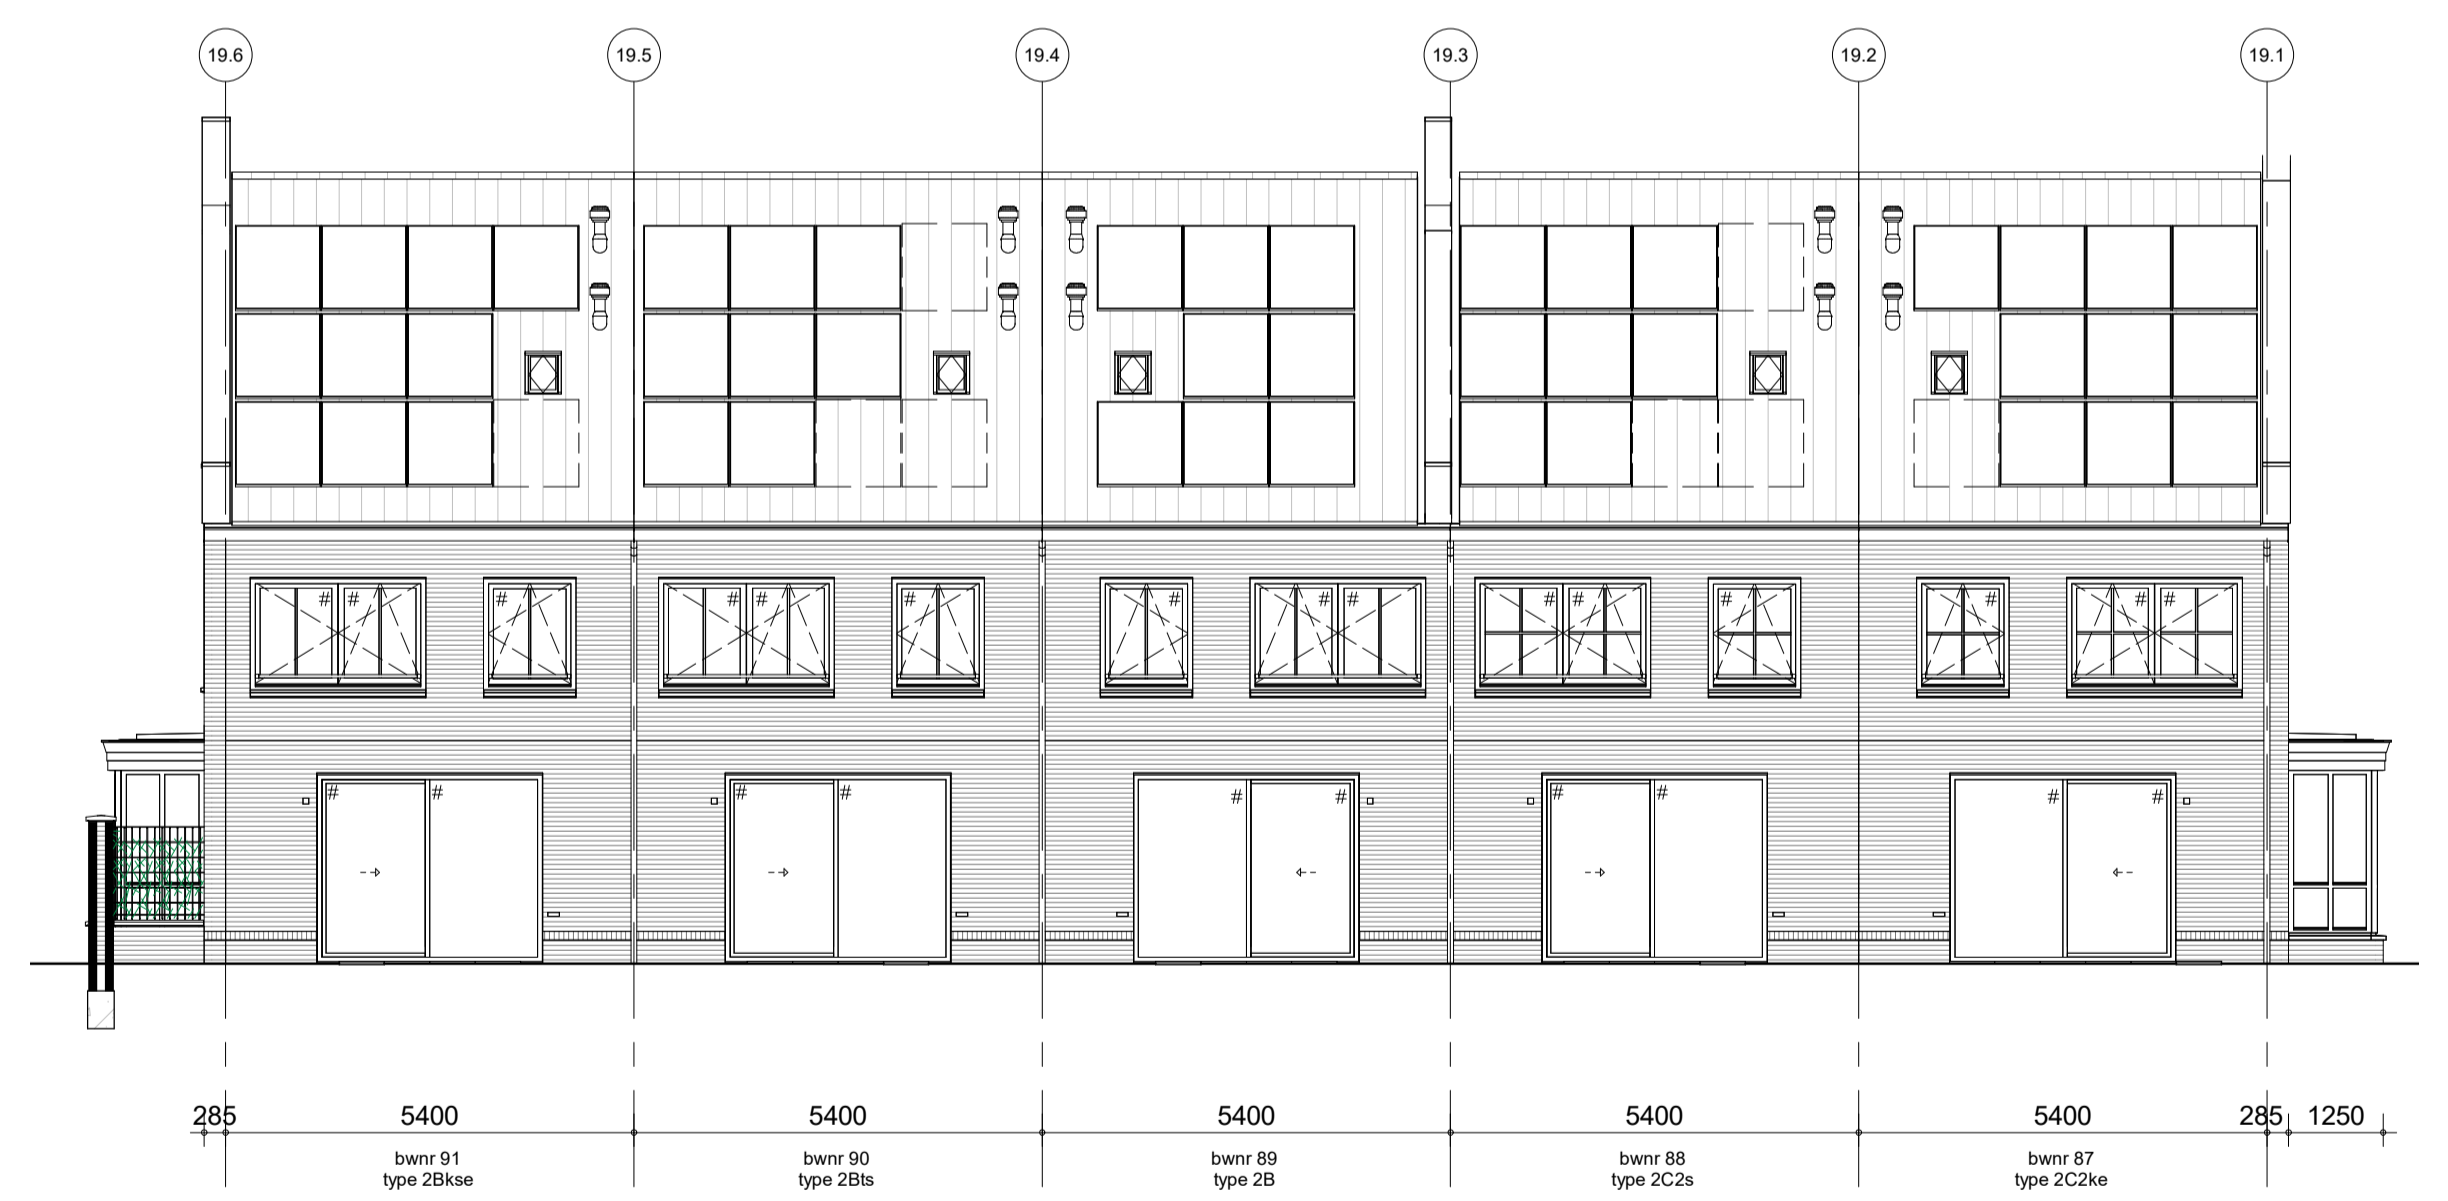 19.6 19.5 19.4 19.3 19.2 19.1
# # # # # # # # # # # # # # #
# # # # # # # # # #
285 5400 5400 5400 5400 5400 285 1250
bwnr 91 bwnr 90 bwnr 89 bwnr 88 bwnr 87
type 2Bkse type 2Bts type 2B type 2C2s type 2C2ke